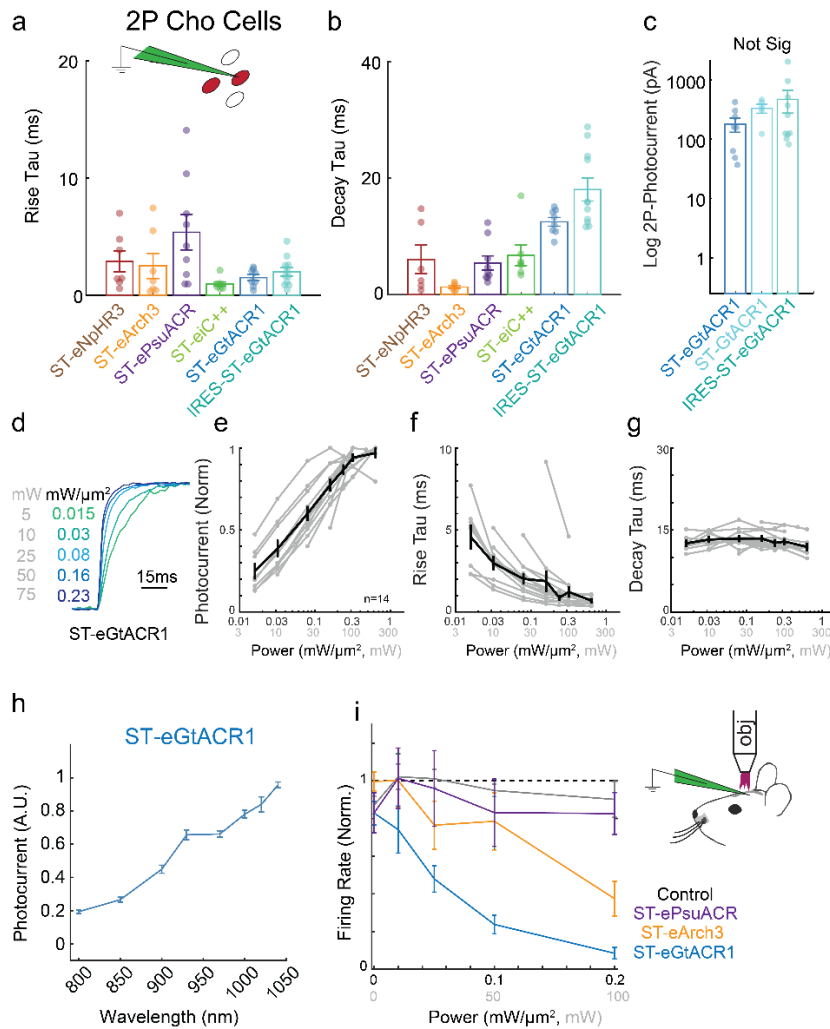 a
2P Cho Cells
Rise Tau (ms)
20
10
0
ST-eNpHR3
ST-eArch3
ST-ePsuACR
ST-eiC++
ST-eGtACR1
IRES-ST-eGtACR1
b
Decay Tau (ms)
40
20
0
ST-eNpHR3
ST-eArch3
ST-ePsuACR
ST-eiC++
ST-eGtACR1
IRES-ST-eGtACR1
c
Not Sig
Log 2P-Photocurrent (pA)
1000
100
10
1
ST-eGtACR1
ST-GtACR1
IRES-ST-eGtACR1
d
mW mW/µm²
5 0.015
10 0.03
25 0.08
50 0.16
75 0.23
15ms
ST-eGtACR1
e
Photocurrent (Norm)
1
0.5
0
n=14
0.01 0.03 0.1 0.3 1
3 10 30 100 300
Power (mW/µm², mW)
f
Rise Tau (ms)
10
5
0
0.01 0.03 0.1 0.3 1
3 10 30 100 300
Power (mW/µm², mW)
g
Decay Tau (ms)
30
15
0
0.01 0.03 0.1 0.3 1
3 10 30 100 300
Power (mW/µm², mW)
h
ST-eGtACR1
Photocurrent (A.U.)
1
0.8
0.6
0.4
0.2
0
800 850 900 950 1000 1050
Wavelength (nm)
i
Firing Rate (Norm.)
1
0
0 0.1 0.2
0 50 100
Power (mW/µm², mW)
obj
Control
ST-ePsuACR
ST-eArch3
ST-eGtACR1